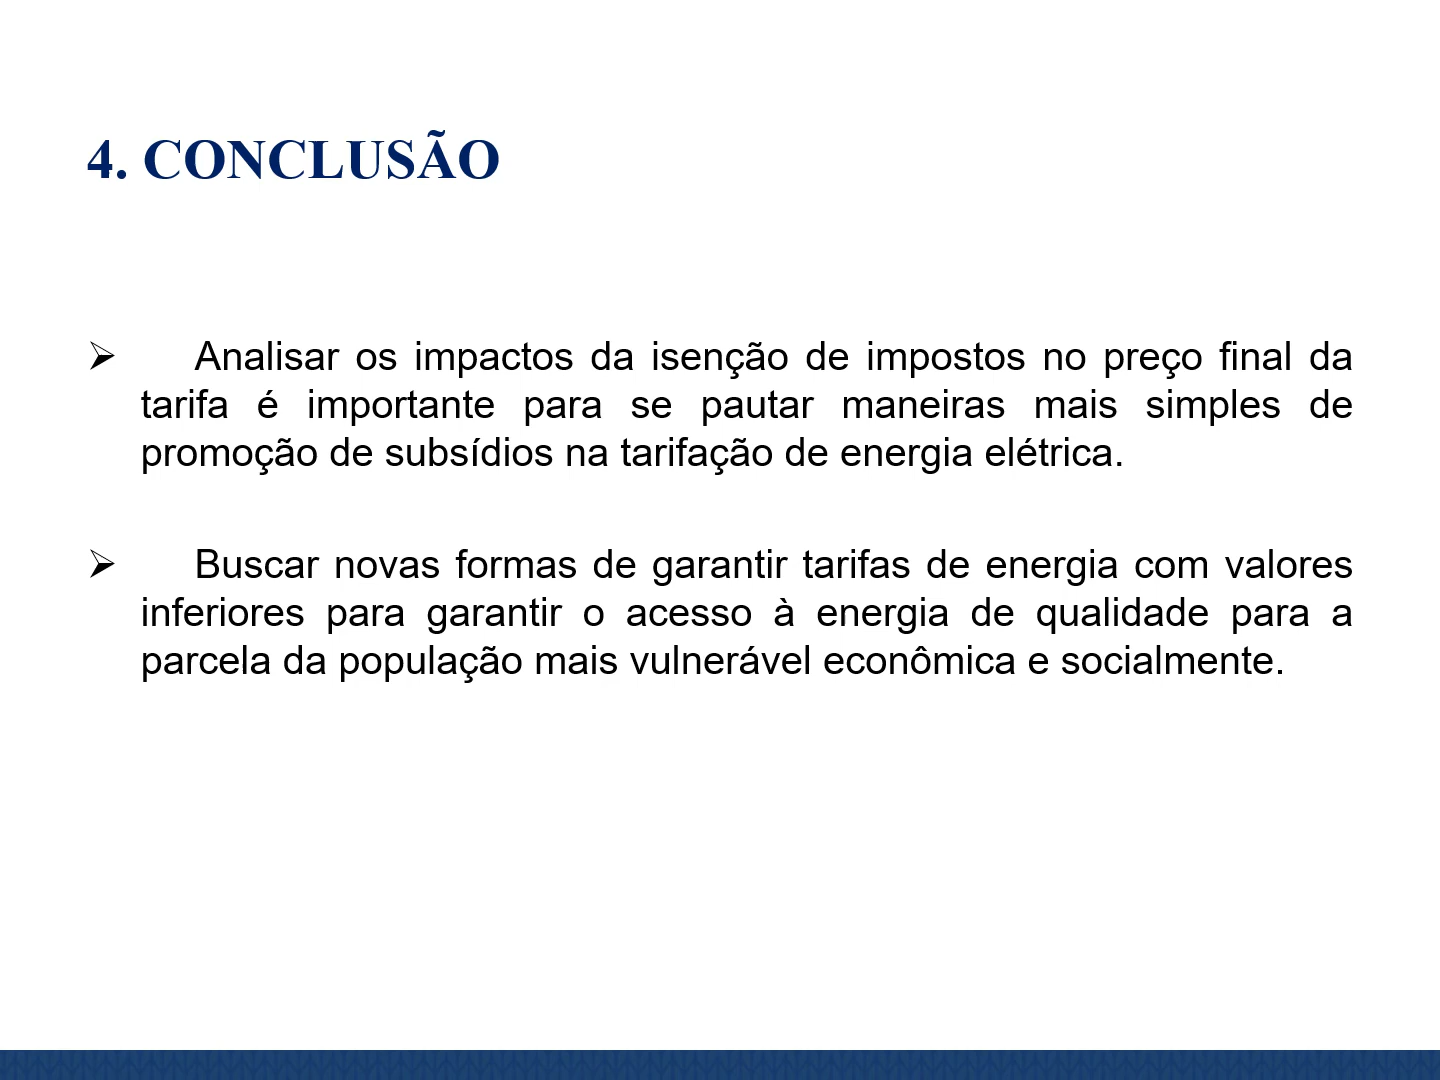 4. CONCLUSÃO
➢ Analisar os impactos da isenção de impostos no preço final da
tarifa é importante para se pautar maneiras mais simples de
promoção de subsídios na tarifação de energia elétrica.
➢ Buscar novas formas de garantir tarifas de energia com valores
inferiores para garantir o acesso à energia de qualidade para a
parcela da população mais vulnerável econômica e socialmente.